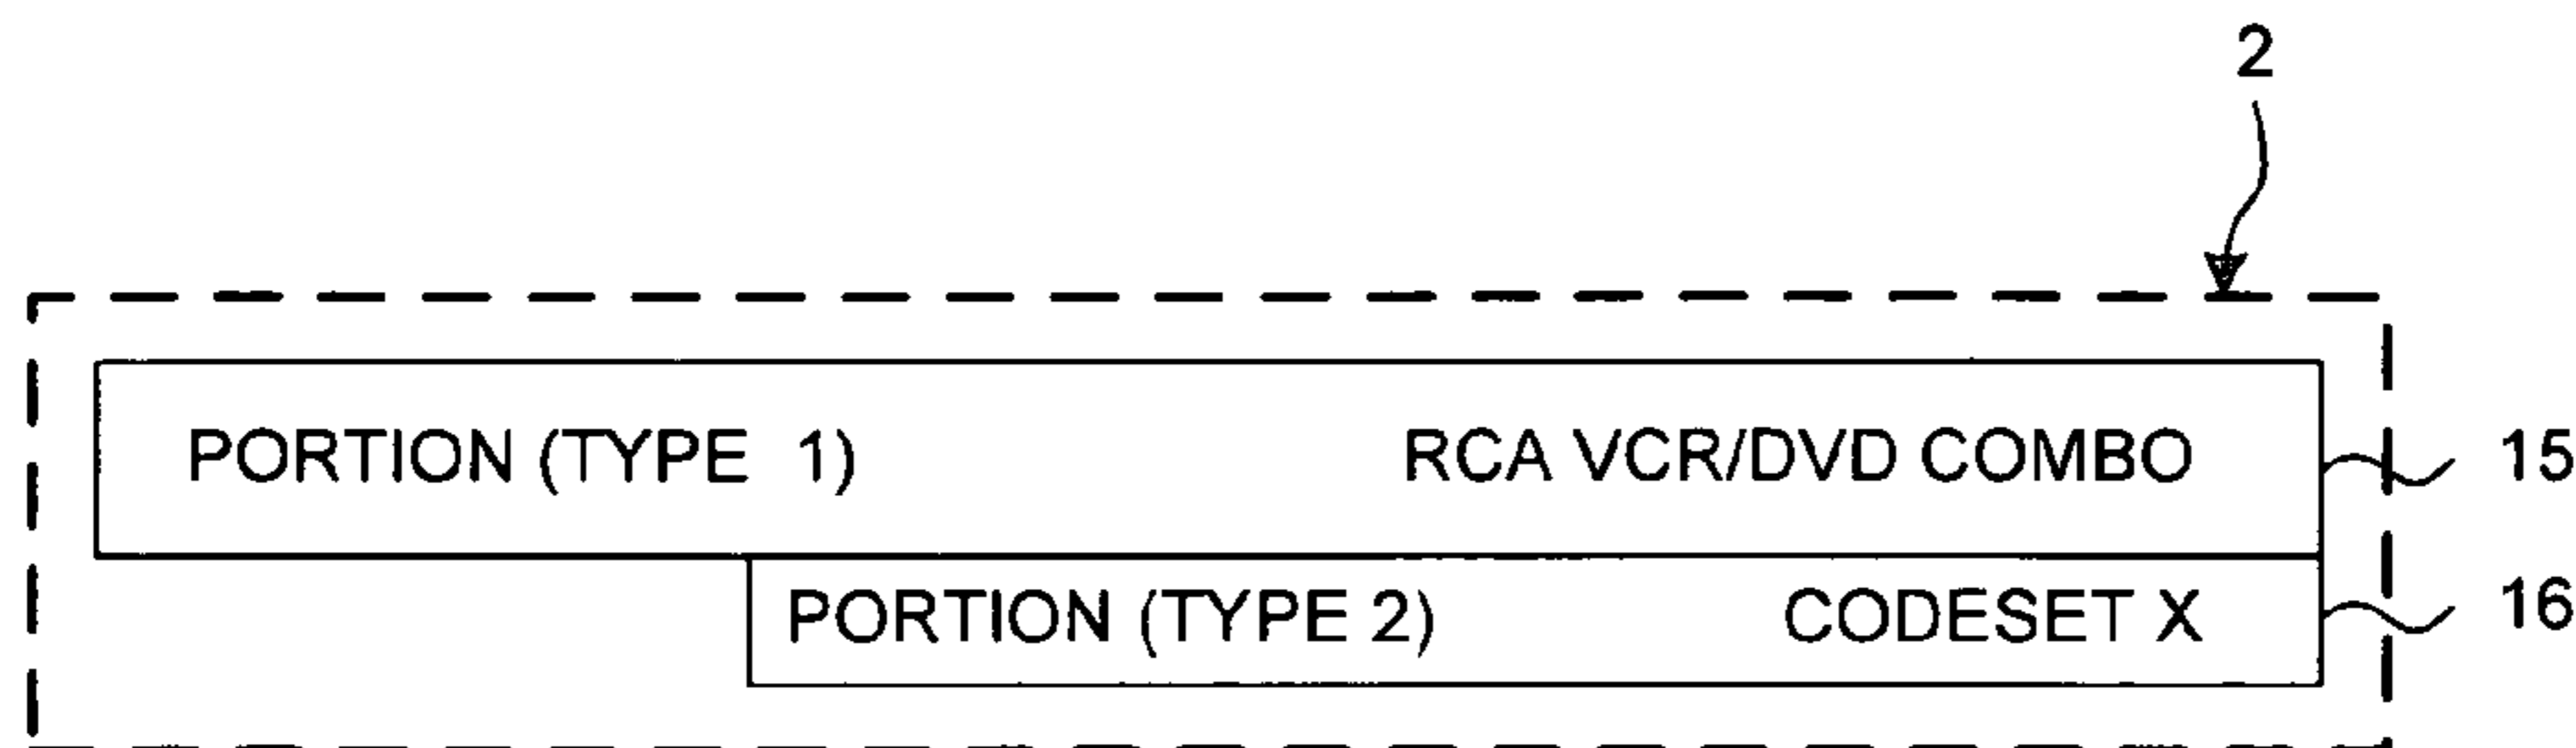 2
PORTION (TYPE 1) RCA VCR/DVD COMBO 15
PORTION (TYPE 2) CODESET X 16